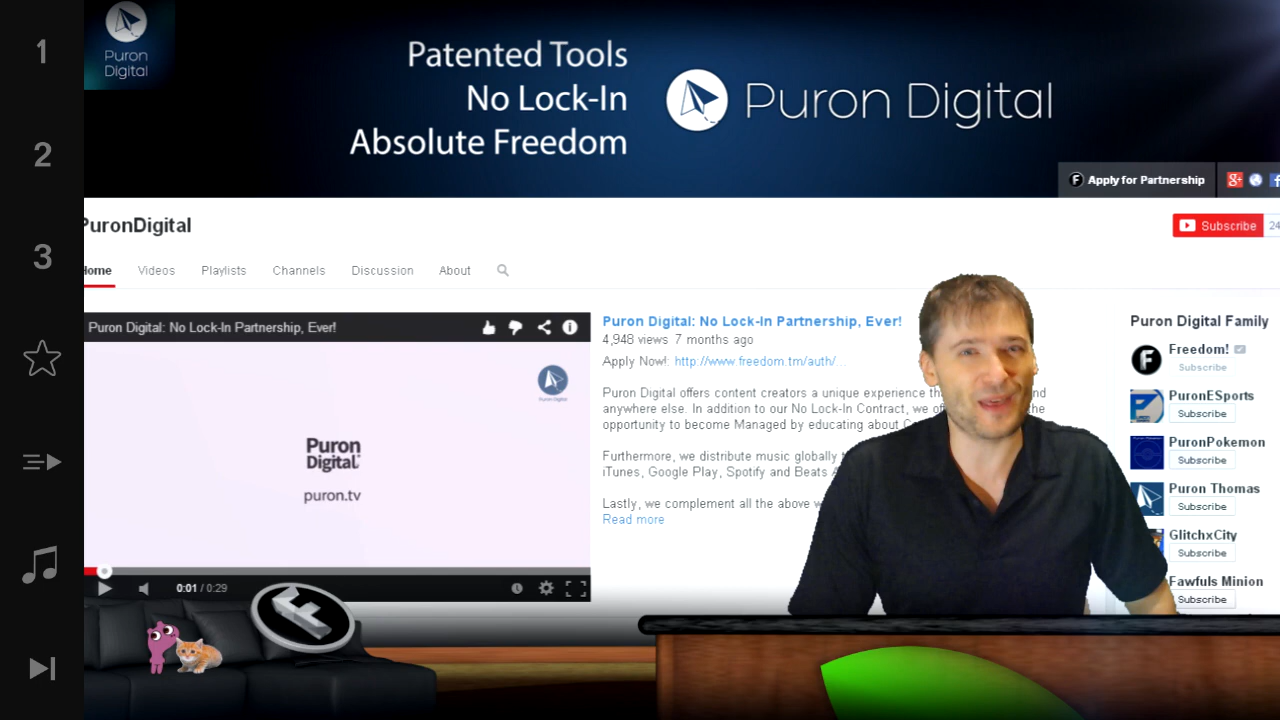 1
2
3
Puron
Digital
Patented Tools
No Lock-In
Absolute Freedom
Puron Digital
F Apply for Partnership
g+
f
PuronDigital
Subscribe 24
Home Videos Playlists Channels Discussion About
Puron Digital: No Lock-In Partnership, Ever!
Puron
Digital
puron.tv
0:01 / 0:29
Puron Digital: No Lock-In Partnership, Ever!
4,948 views 7 months ago
Apply Now!: http://www.freedom.tm/auth/...
Puron Digital offers content creators a unique experience nd
anywhere else. In addition to our No Lock-In Contract, we the
opportunity to become Managed by educating about
Furthermore, we distribute music globally
iTunes, Google Play, Spotify and Beats
Lastly, we complement all the above
Read more
Puron Digital Family
F
Freedom!
Subscribe
PuronESports
Subscribe
PuronPokemon
Subscribe
Puron Thomas
Subscribe
GlitchxCity
Subscribe
Fawfuls Minion
Subscribe
F